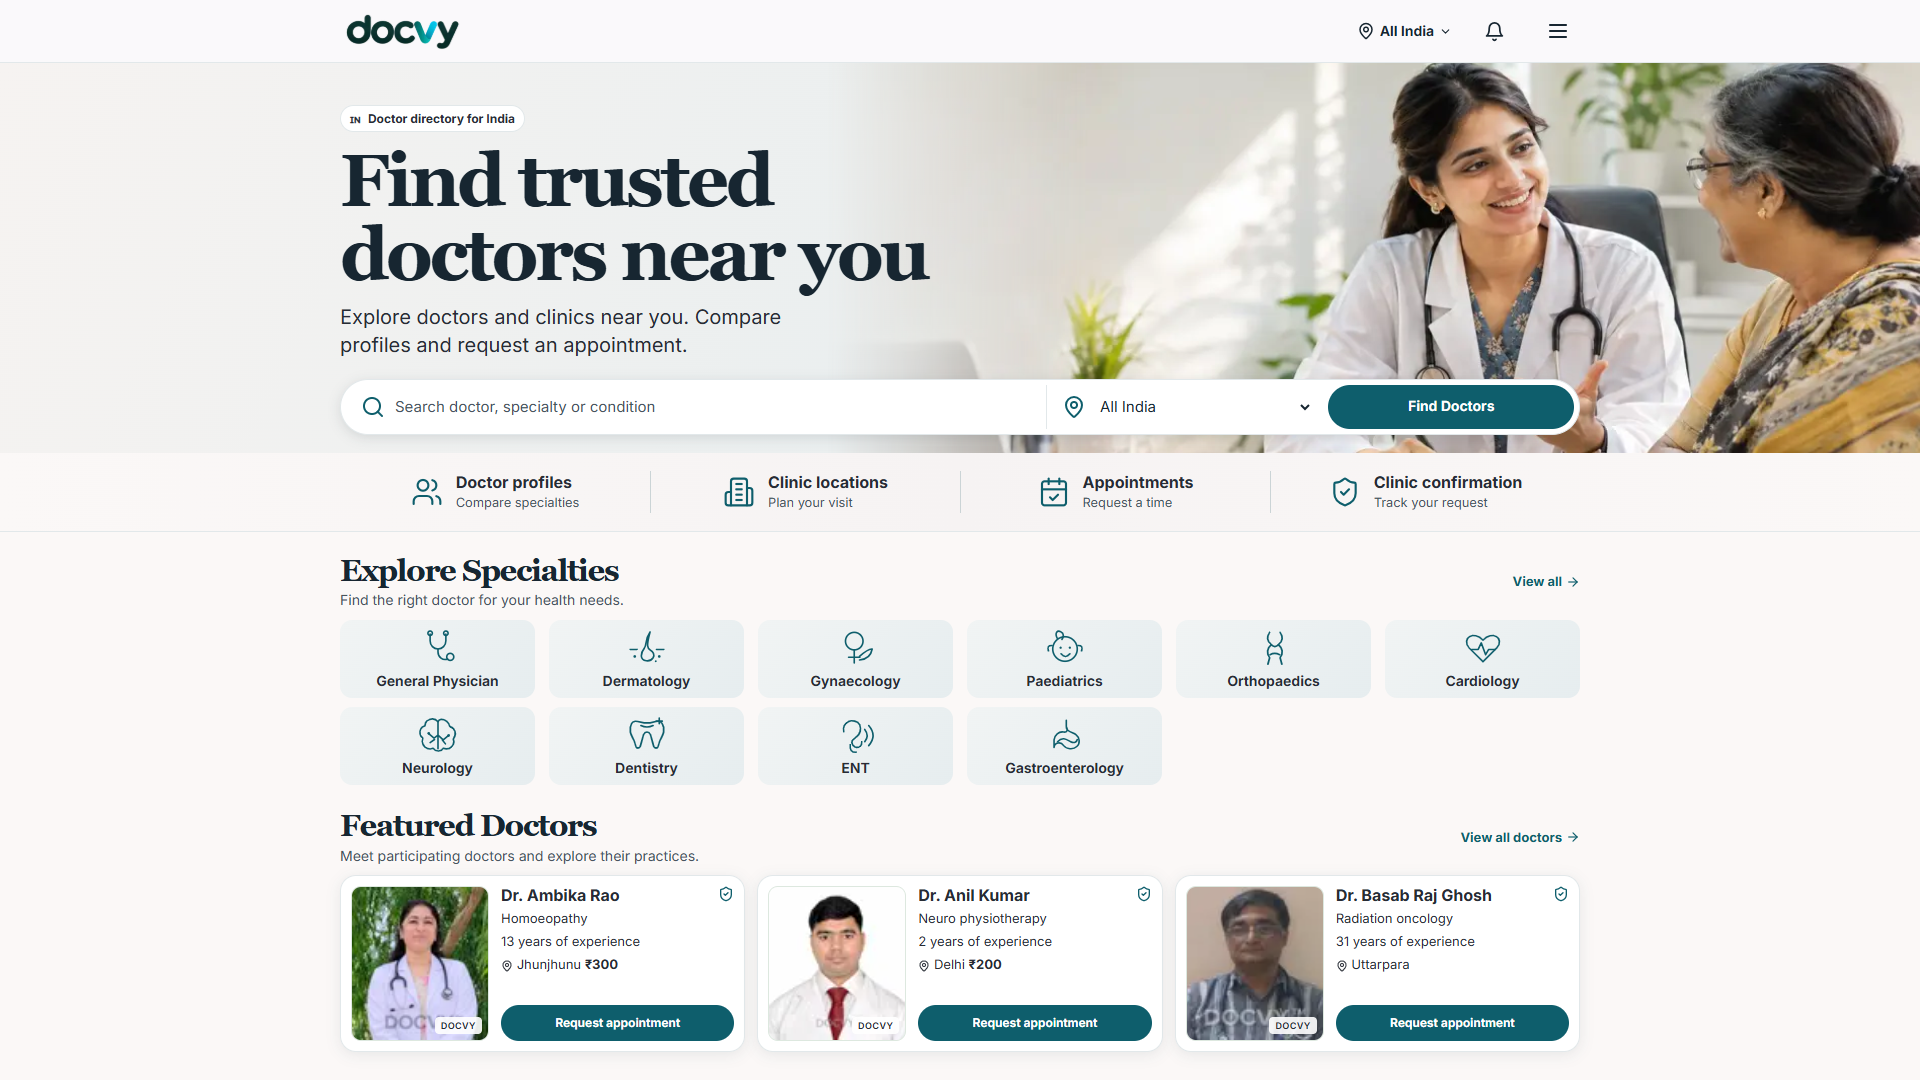 docvy
All India
IN Doctor directory for India
Find trusted
doctors near you
Explore doctors and clinics near you. Compare
profiles and request an appointment.
Search doctor, specialty or condition
All India
Find Doctors
Doctor profiles
Compare specialties
Clinic locations
Plan your visit
Appointments
Request a time
Clinic confirmation
Track your request
Explore Specialties
Find the right doctor for your health needs.
View all
General Physician
Dermatology
Gynaecology
Paediatrics
Orthopaedics
Cardiology
Neurology
Dentistry
ENT
Gastroenterology
Featured Doctors
Meet participating doctors and explore their practices.
View all doctors
Dr. Ambika Rao
Homoeopathy
13 years of experience
Jhunjhunu ₹300
Request appointment
DOCVY
Dr. Anil Kumar
Neuro physiotherapy
2 years of experience
Delhi ₹200
Request appointment
DOCVY
Dr. Basab Raj Ghosh
Radiation oncology
31 years of experience
Uttarpara
Request appointment
DOCVY